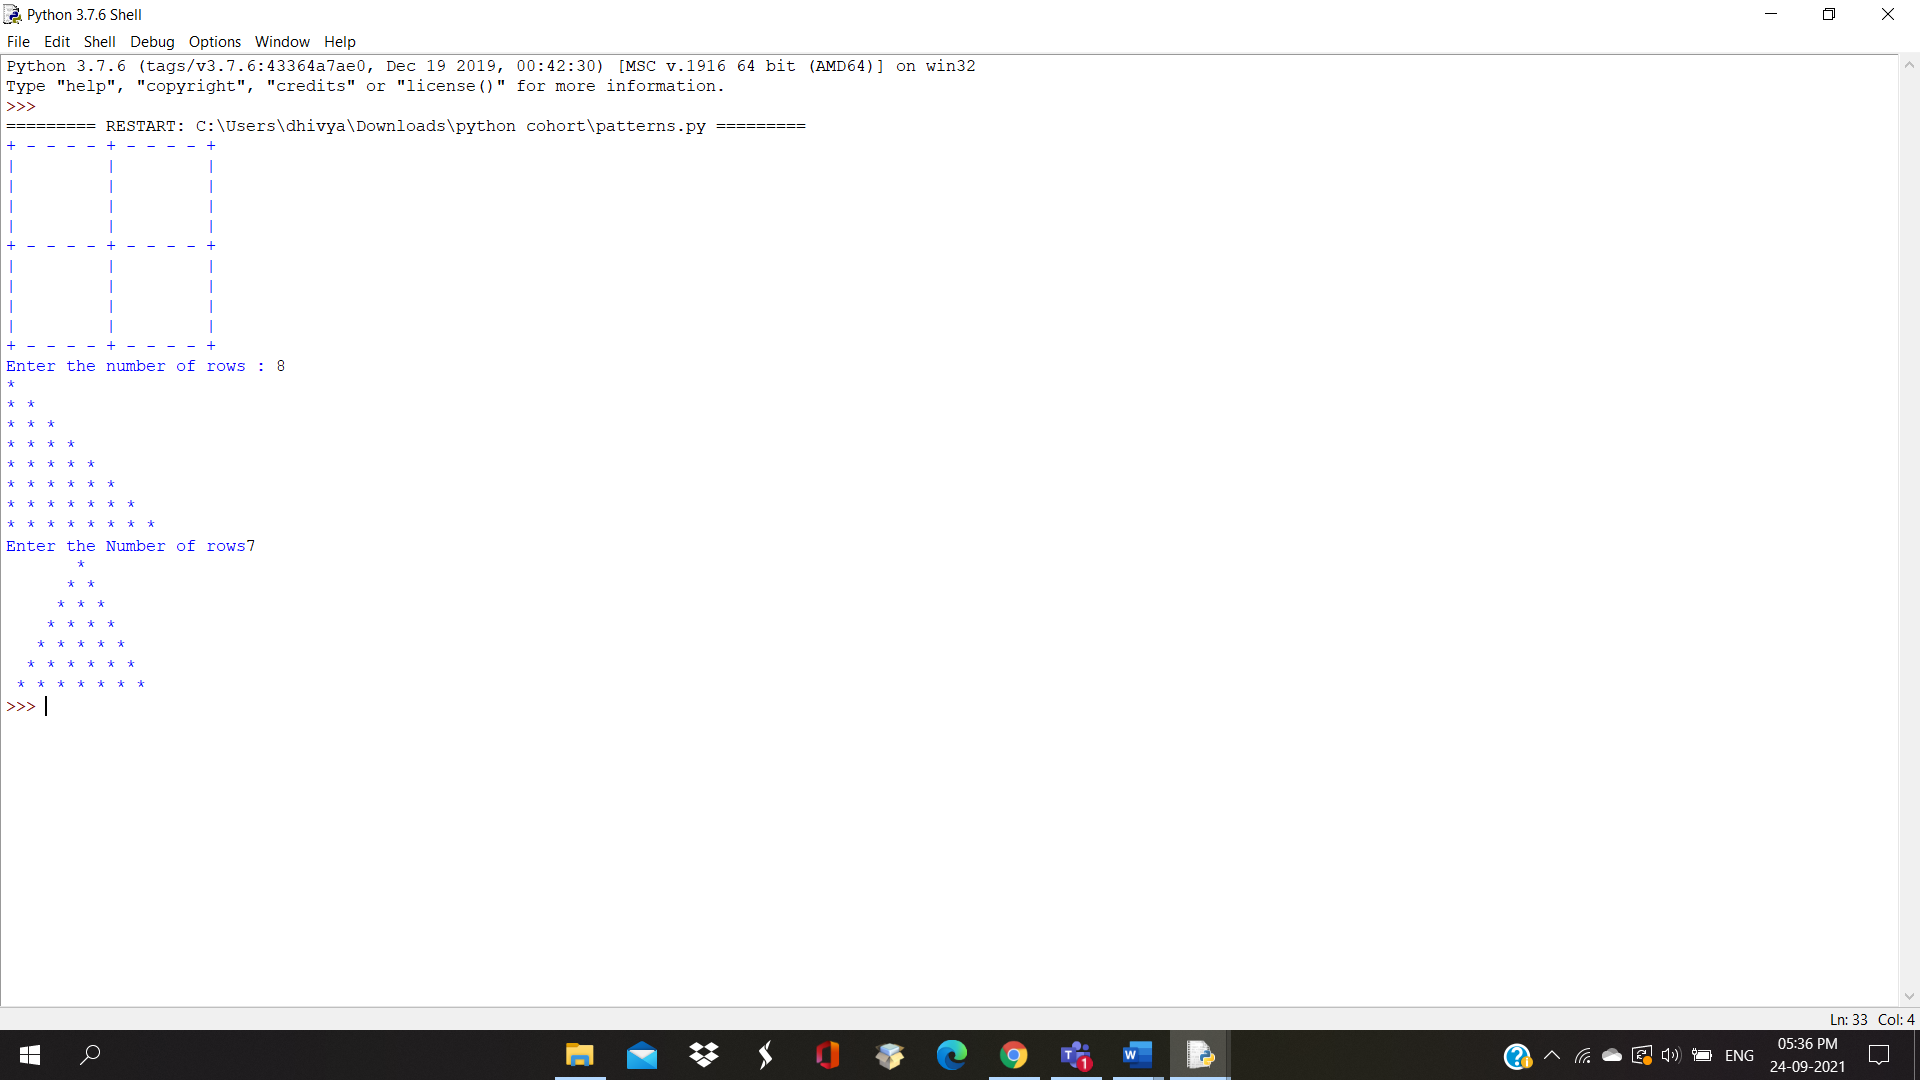 Python 3.7.6 Shell
File Edit Shell Debug Options Window Help
Python 3.7.6 (tags/v3.7.6:43364a7ae0, Dec 19 2019, 00:42:30) [MSC v.1916 64 bit (AMD64)] on win32
Type "help", "copyright", "credits" or "license()" for more information.
>>>
========= RESTART: C:\Users\dhivya\Downloads\python cohort\patterns.py =========
+ - - - - + - - - - +
|         |         |
|         |         |
|         |         |
|         |         |
+ - - - - + - - - - +
|         |         |
|         |         |
|         |         |
|         |         |
+ - - - - + - - - - +
Enter the number of rows : 8
*
* *
* * *
* * * *
* * * * *
* * * * * *
* * * * * * *
* * * * * * * *
Enter the Number of rows7
       *
      * *
     * * *
    * * * *
   * * * * *
  * * * * * *
 * * * * * * *
>>>
Ln: 33 Col: 4
ENG
05:36 PM
24-09-2021